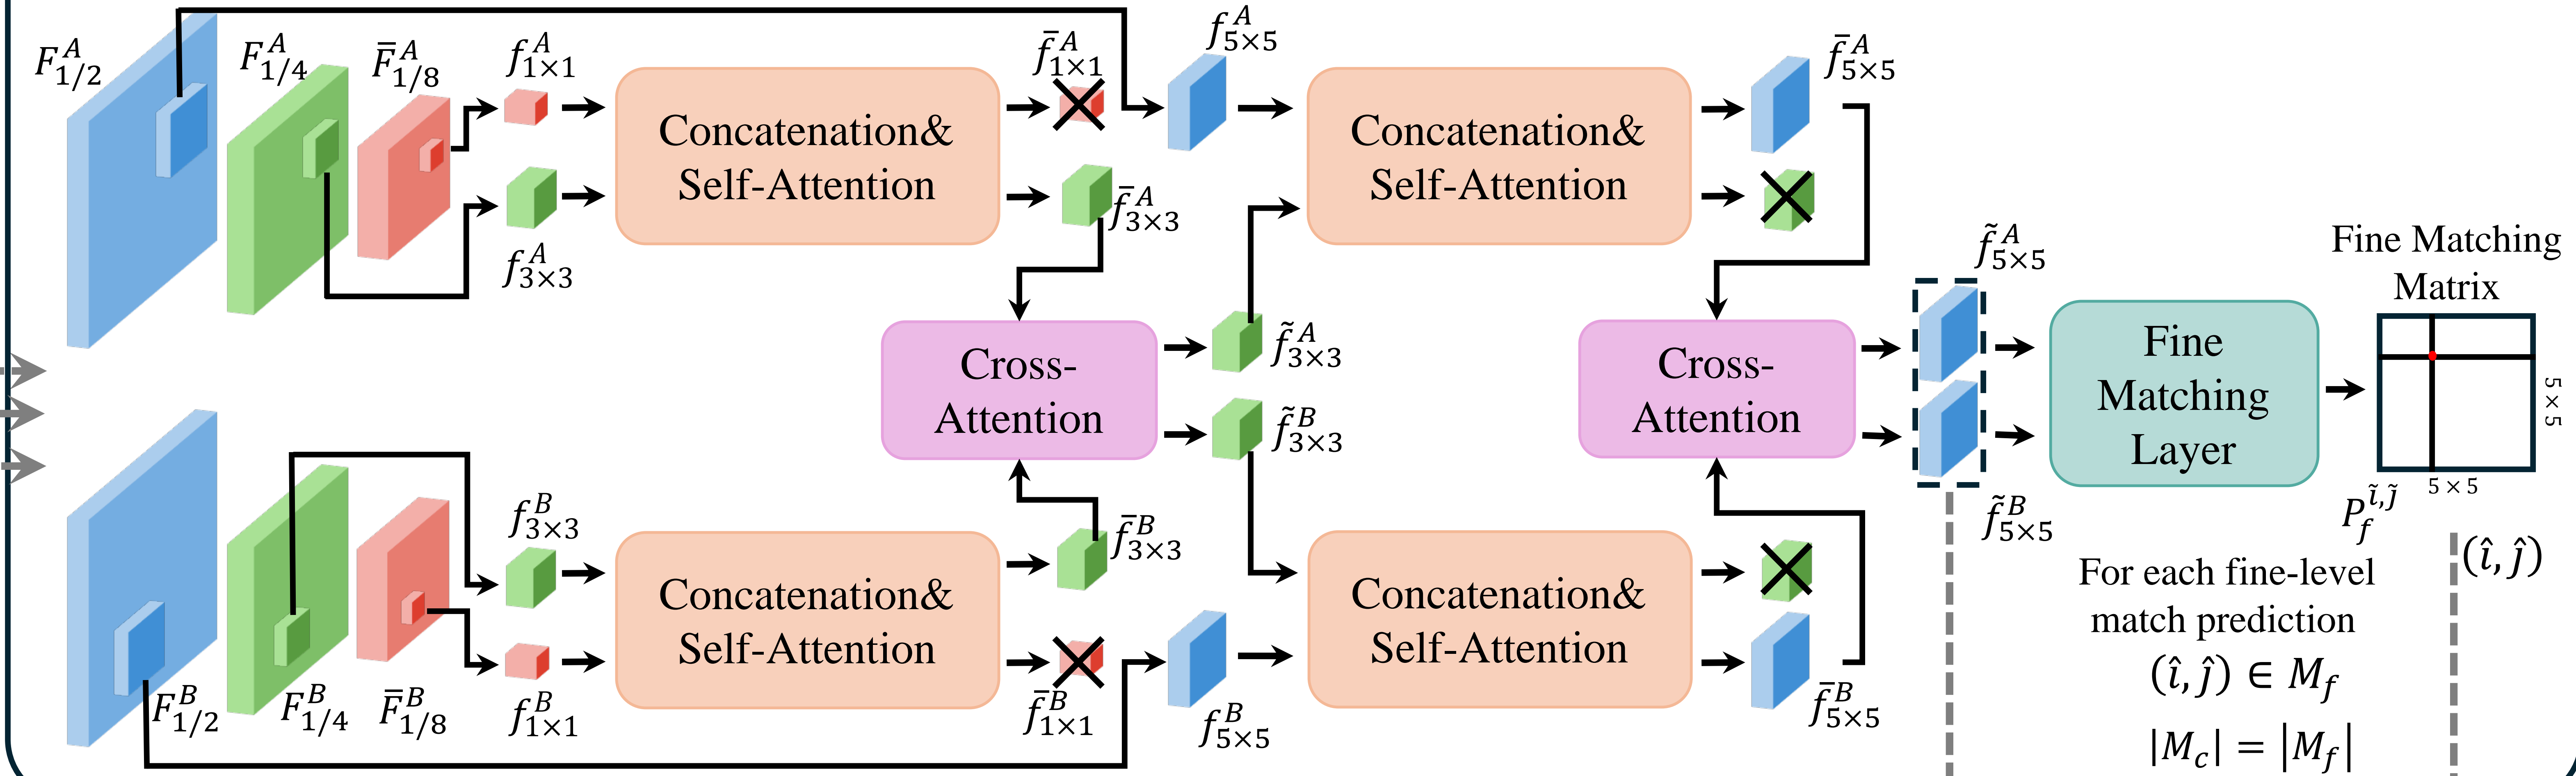 F^A_{1/2}
F^A_{1/4}
F̄^A_{1/8}
f^A_{1×1}
f^A_{3×3}
Concatenation&
Self-Attention
f̄^A_{1×1}
f̄^A_{3×3}
f^A_{5×5}
Concatenation&
Self-Attention
f̄^A_{5×5}
Cross-
Attention
f̃^A_{3×3}
f̃^B_{3×3}
Cross-
Attention
f̃^A_{5×5}
f̃^B_{5×5}
Fine
Matching
Layer
Fine Matching
Matrix
5×5
5×5
P_f^{ĩ,j̃}
F^B_{1/2}
F^B_{1/4}
F̄^B_{1/8}
f^B_{3×3}
f^B_{1×1}
Concatenation&
Self-Attention
f̄^B_{3×3}
f̄^B_{1×1}
f^B_{5×5}
Concatenation&
Self-Attention
f̄^B_{5×5}
For each fine-level
match prediction
(î,ĵ) ∈ M_f
|M_c| = |M_f|
(î,ĵ)